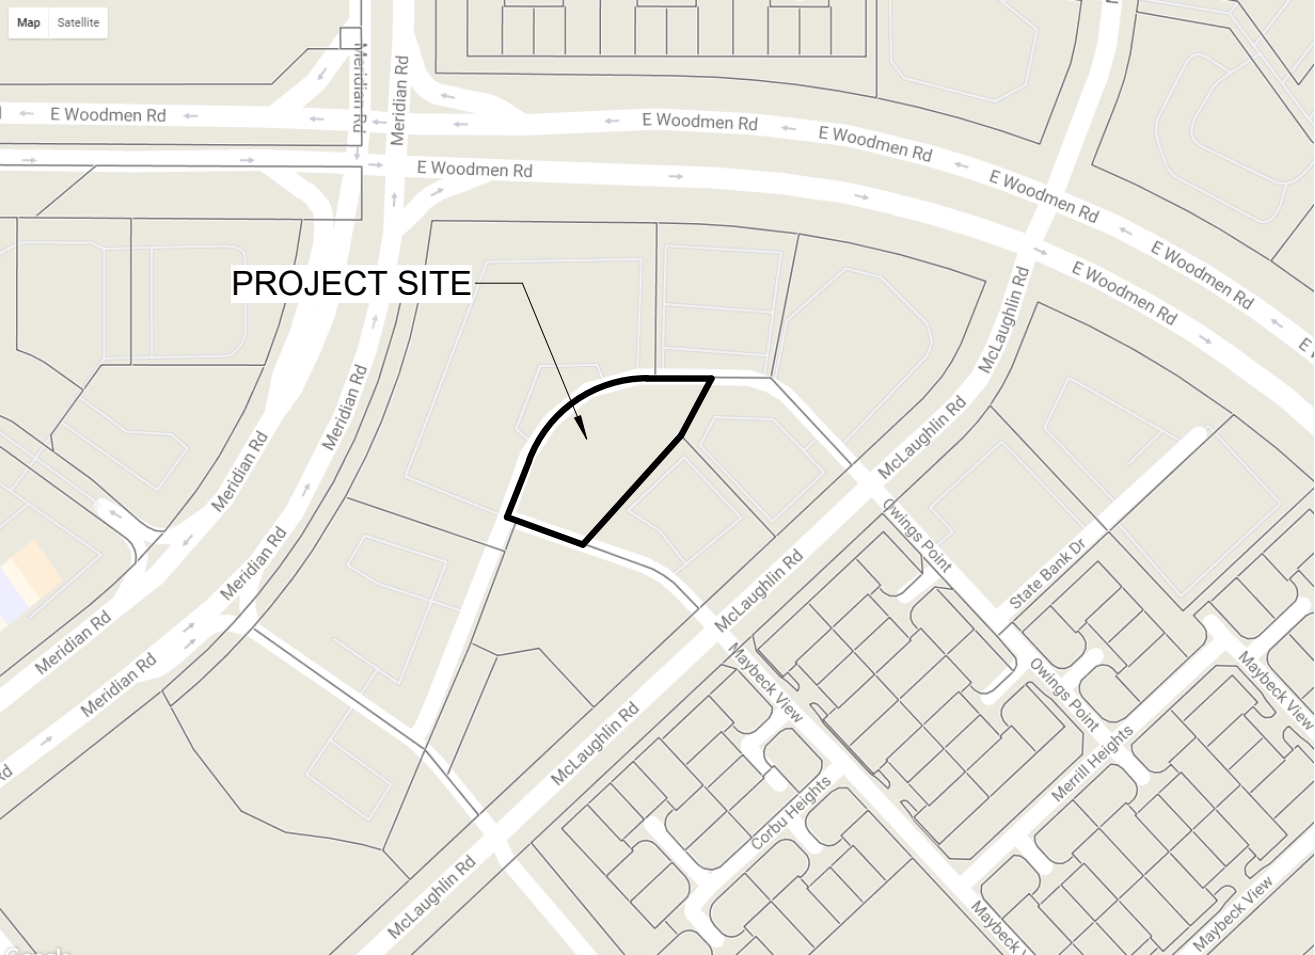 Map Satellite
Meridian Rd
Meridian Rd
E Woodmen Rd
E Woodmen Rd
E Woodmen Rd
E Woodmen Rd
E Woodmen Rd
E Woodmen Rd
E Woodmen Rd
PROJECT SITE
McLaughlin Rd
Meridian Rd
Meridian Rd
McLaughlin Rd
Owings Point
Meridian Rd
McLaughlin Rd
State Bank Dr
Meridian Rd
Meridian Rd
Maybeck View
Owings Point
Maybeck View
McLaughlin Rd
Merrill Heights
Corbu Heights
McLaughlin Rd
Maybeck V
Maybeck View
Google